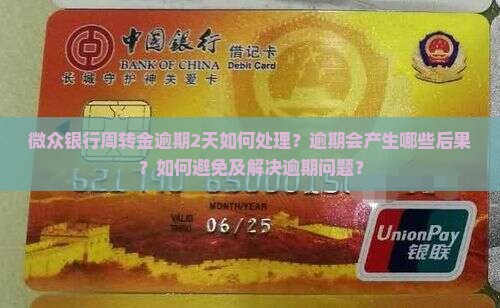 中国银行
BANK OF CHINA
借记卡
Debit Card
长城守护神关爱卡
微众银行周转金逾期2天如何处理？逾期会产生哪些后果
？如何避免及解决逾期问题？
MONTH/YEAR
VALID
THRU
06/25
UnionPay
银联